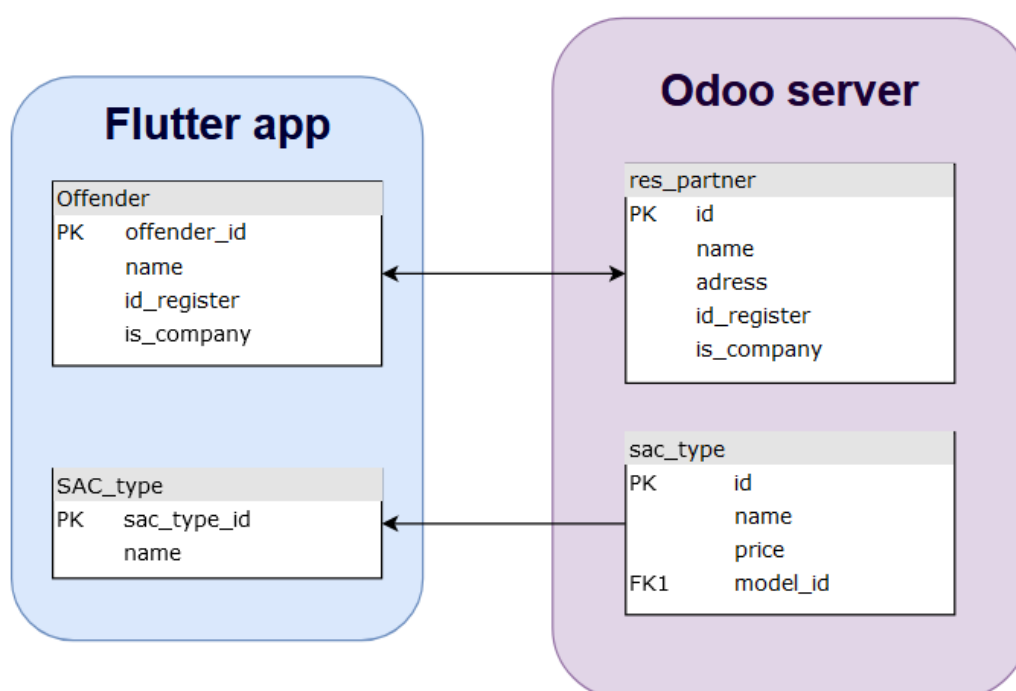 Flutter app
Offender
PK offender_id
name
id_register
is_company
SAC_type
PK sac_type_id
name
Odoo server
res_partner
PK id
name
adress
id_register
is_company
sac_type
PK id
name
price
FK1 model_id